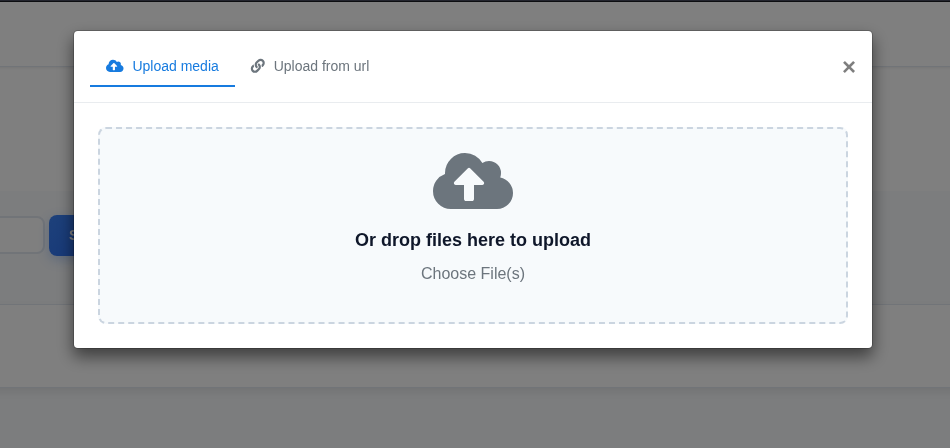 Upload media
Upload from url
Or drop files here to upload
Choose File(s)